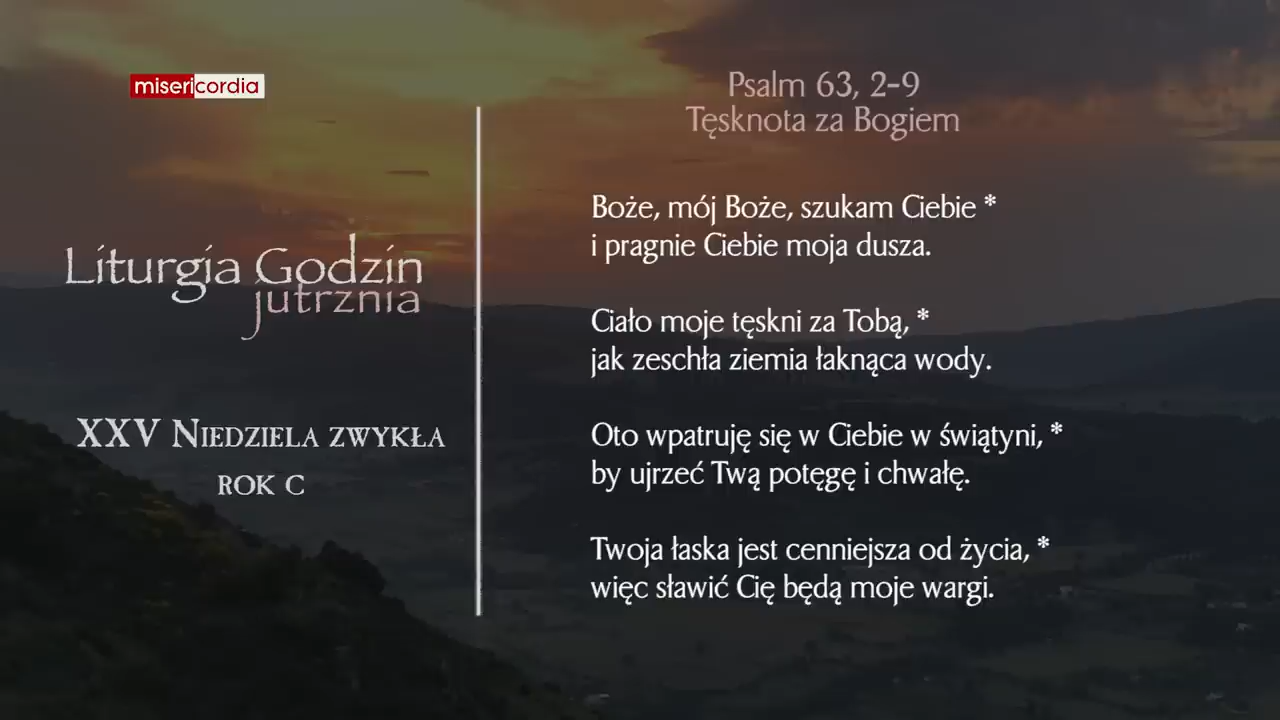 misericordia
Liturgia Godzin
jutrznia
XXV Niedziela zwykła
rok C
Psalm 63, 2-9
Tęsknota za Bogiem
Boże, mój Boże, szukam Ciebie *
i pragnie Ciebie moja dusza.
Ciało moje tęskni za Tobą, *
jak zeschła ziemia łaknąca wody.
Oto wpatruję się w Ciebie w świątyni, *
by ujrzeć Twą potęgę i chwałę.
Twoja łaska jest cenniejsza od życia, *
więc sławić Cię będą moje wargi.